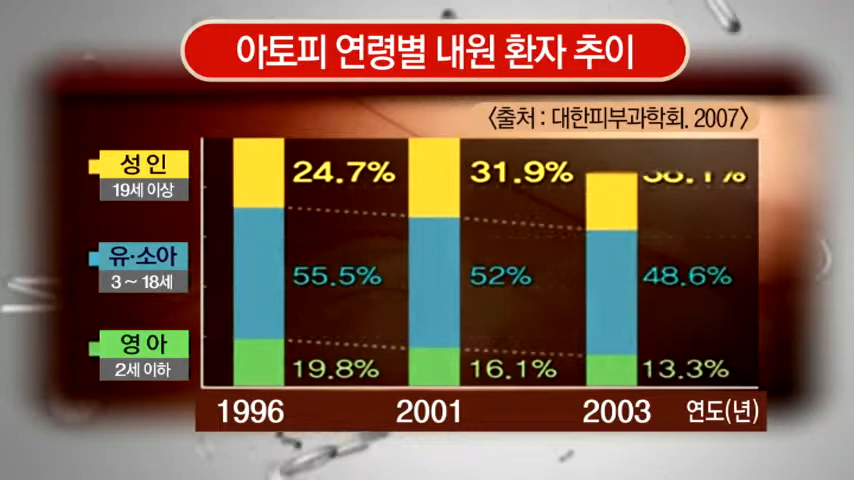 아토피 연령별 내원 환자 추이
<출처 : 대한피부과학회. 2007>
성 인
19세 이상
24.7%
31.9%
38.1%
유·소아
3 ~ 18세
55.5%
52%
48.6%
영 아
2세 이하
19.8%
16.1%
13.3%
1996
2001
2003
연도(년)